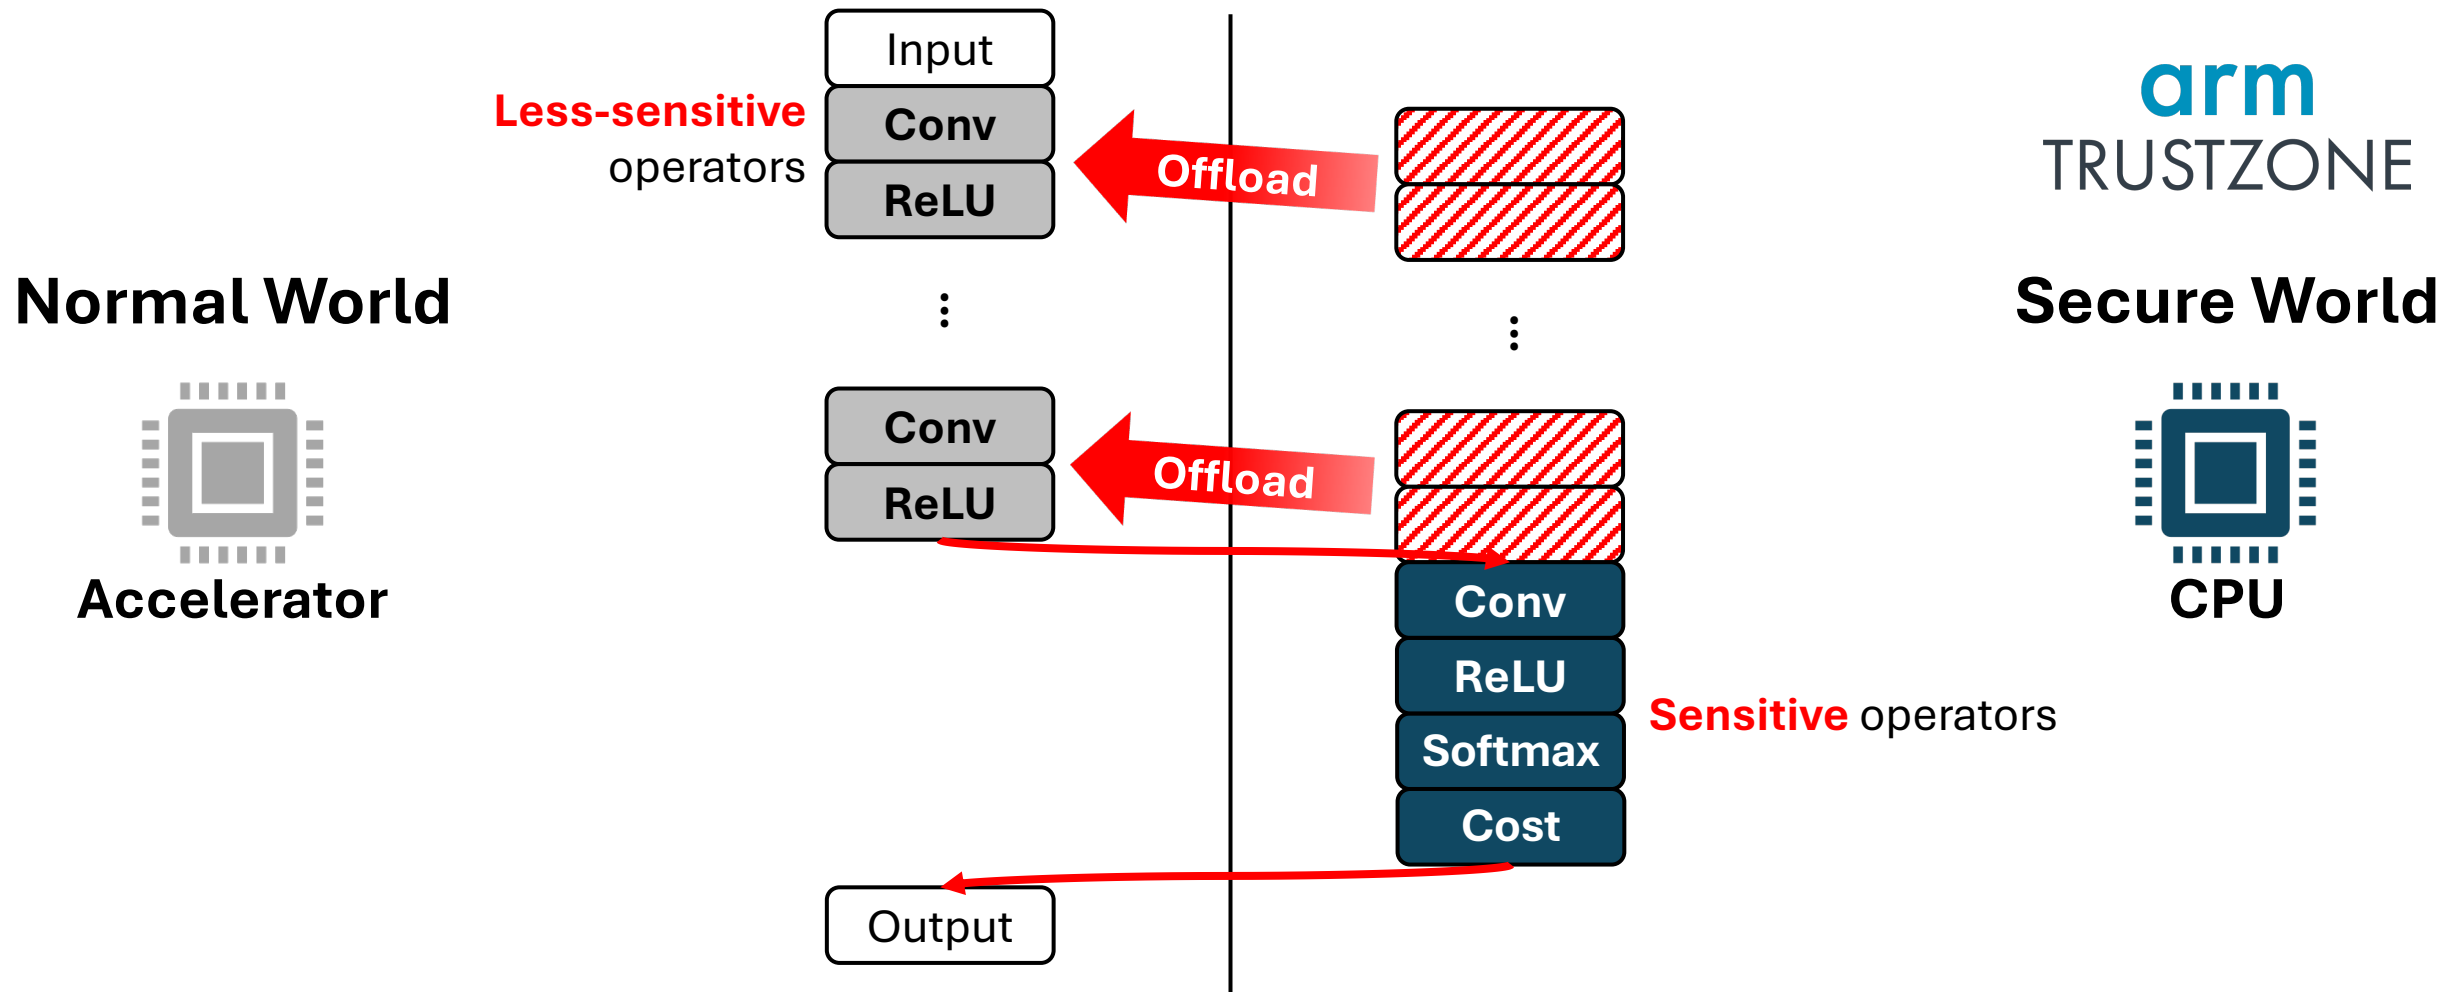 Input
Less-sensitive
operators
Conv
ReLU
Offload
arm
TRUSTZONE
Normal World
Secure World
Conv
ReLU
Offload
Accelerator
CPU
Conv
ReLU
Softmax
Cost
Sensitive operators
Output